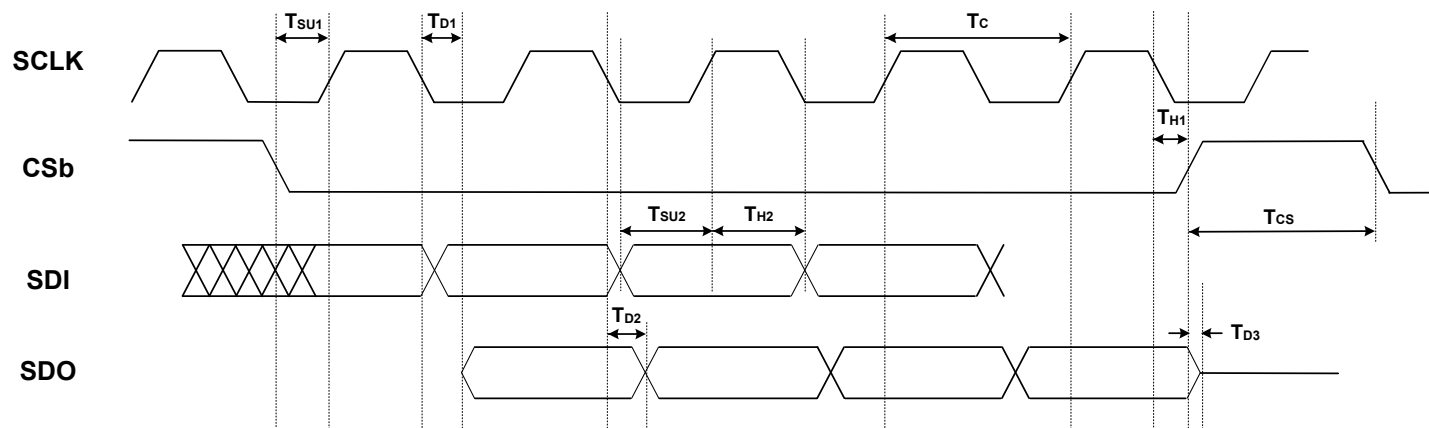 TSU1
TD1
TC
SCLK
TH1
CSb
TSU2
TH2
TCS
SDI
TD2
TD3
SDO